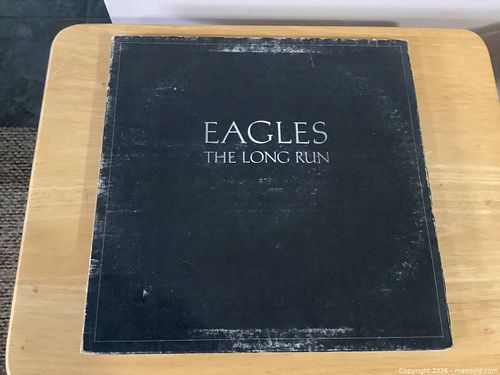 EAGLES
THE LONG RUN
Copyright 2026 - maxsold.com